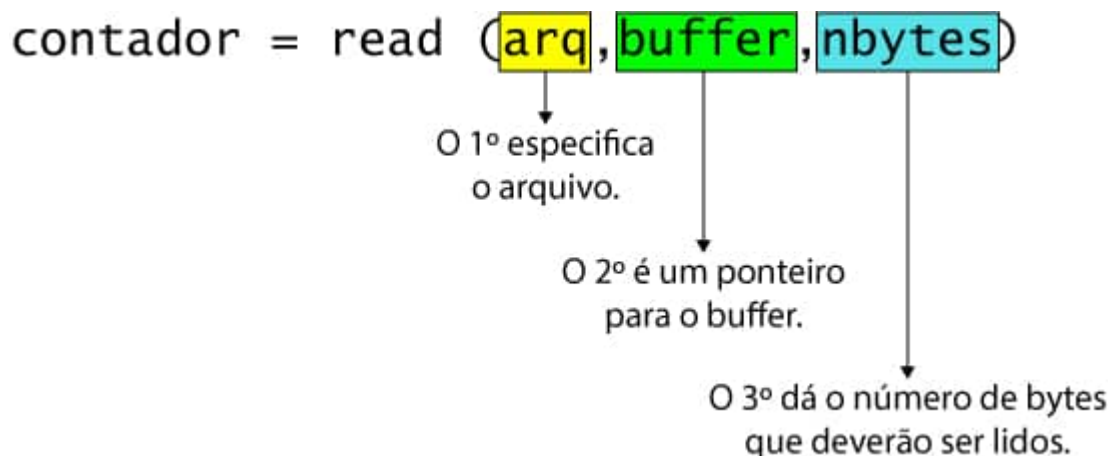 contador = read (arq,buffer,nbytes)
O 1º especifica
o arquivo.
O 2º é um ponteiro
para o buffer.
O 3º dá o número de bytes
que deverão ser lidos.